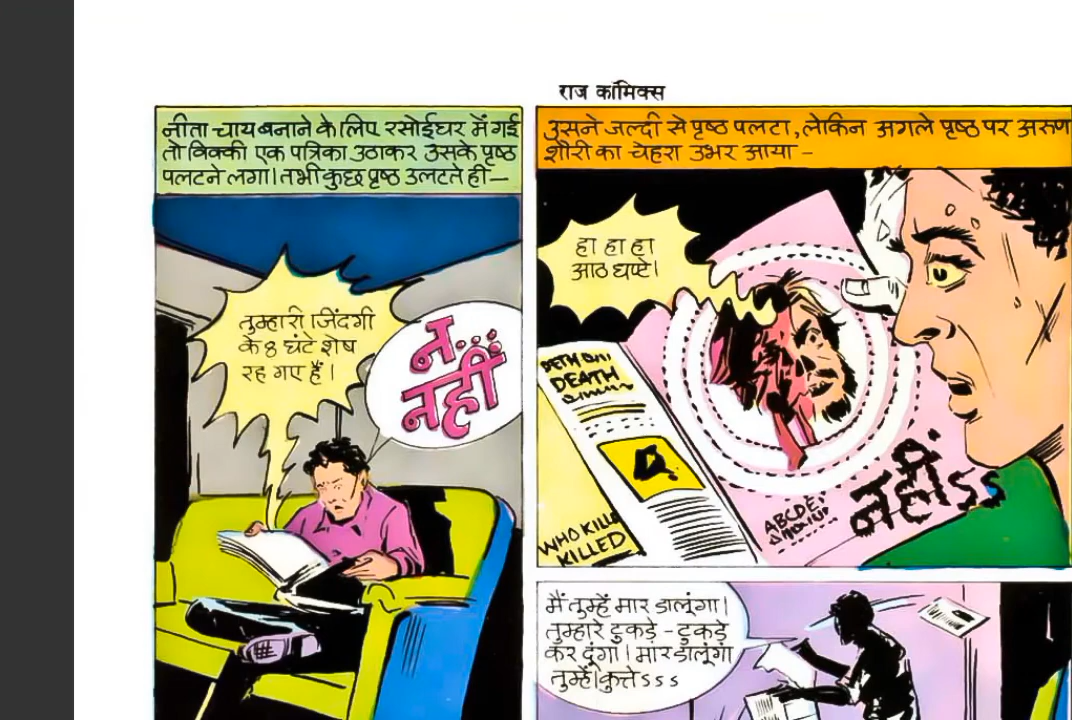 राज कॉमिक्स
नीता चाय बनाने के लिए रसोईघर में गई
तो विक्की एक पत्रिका उठाकर उसके पृष्ठ
पलटने लगा। तभी कुछ पृष्ठ उलटते ही—
तुम्हारी जिंदगी
के 8 घंटे शेष
रह गए हैं।
न...
नहीं
उसने जल्दी से पृष्ठ पलटा, लेकिन अगले पृष्ठ पर अरुण
शौरी का चेहरा उभर आया —
हा हा हा
आठ घण्टे।
DEATH
WHO KILL
KILLED
ABCDE
नहींऽऽ
मैं तुम्हें मार डालूंगा।
तुम्हारे टुकड़े - टुकड़े
कर दूंगा। मार डालूंगा
तुम्हें। कुत्तेऽऽऽ